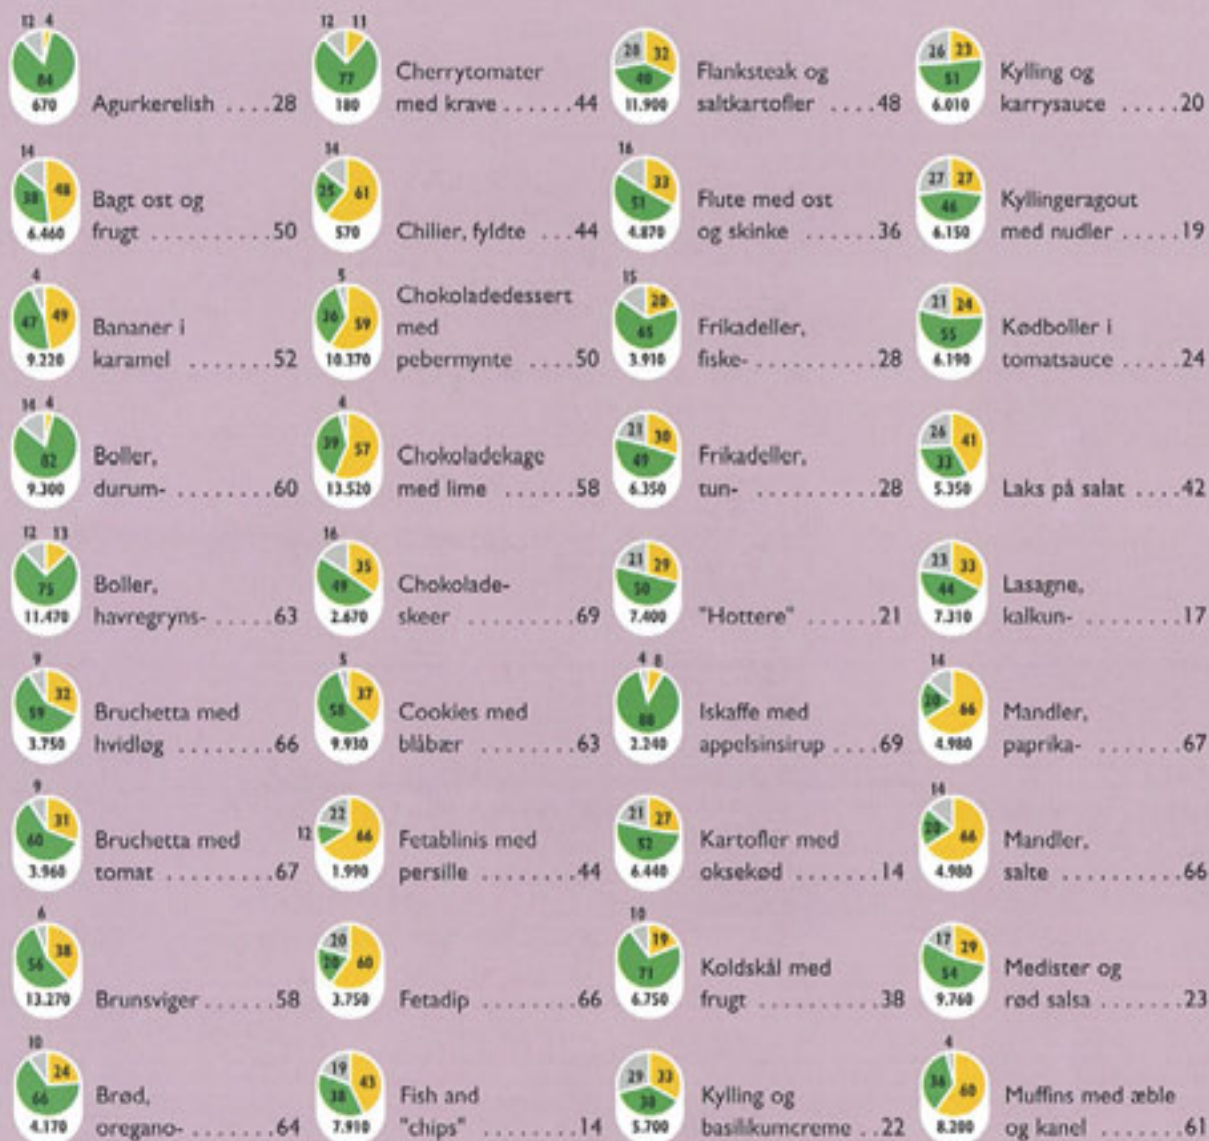 12 4
84
670
Agurkerelish ....28
14
38 48
6.460
Bagt ost og
frugt ..........50
4
47 49
9.220
Bananer i
karamel .......52
14 4
82
9.300
Boller,
durum- ........60
12 13
75
11.470
Boller,
havregryns- .....63
9
59 32
3.750
Bruchetta med
hvidløg ........66
9
60 31
3.960
Bruchetta med
tomat .........67
6
56 38
13.270
Brunsviger ......58
10
66 24
4.170
Brød,
oregano- .......64
12 11
77
180
Cherrytomater
med krave ......44
14
25 61
570
Chilier, fyldte ...44
5
36 59
10.370
Chokoladedessert
med
pebermynte ....50
4
39 57
13.520
Chokoladekage
med lime ......58
16
49 35
2.670
Chokolade-
skeer .........69
5
58 37
9.930
Cookies med
blåbær ........63
22
12 66
1.990
Fetablinis med
persille ........44
20
20 60
3.750
Fetadip ........66
19
38 43
7.910
Fish and
"chips" ........14
28 32
40
11.900
Flanksteak og
saltkartofler ....48
16
51 33
4.870
Flute med ost
og skinke ......36
15
20
65
3.910
Frikadeller,
fiske- ..........28
21 30
49
6.350
Frikadeller,
tun- ..........28
21 29
50
7.400
"Hottere" ......21
4 8
88
2.240
Iskaffe med
appelsinsirup ....69
21 27
52
6.440
Kartofler med
oksekød .......14
10
19
71
6.750
Koldskål med
frugt ..........38
29 33
38
5.700
Kylling og
basilikumcreme ..22
26 23
51
6.010
Kylling og
karrysauce .....20
27 27
46
6.150
Kyllingeragout
med nudler .....19
21 24
55
6.190
Kødboller i
tomatsauce ....24
26 41
33
5.350
Laks på salat ....42
23 33
44
7.310
Lasagne,
kalkun- ........17
14
20 66
4.980
Mandler,
paprika- .......67
14
20 66
4.980
Mandler,
salte ..........66
17 29
54
9.760
Medister og
rød salsa .......23
4
36 60
8.200
Muffins med æble
og kanel .......61